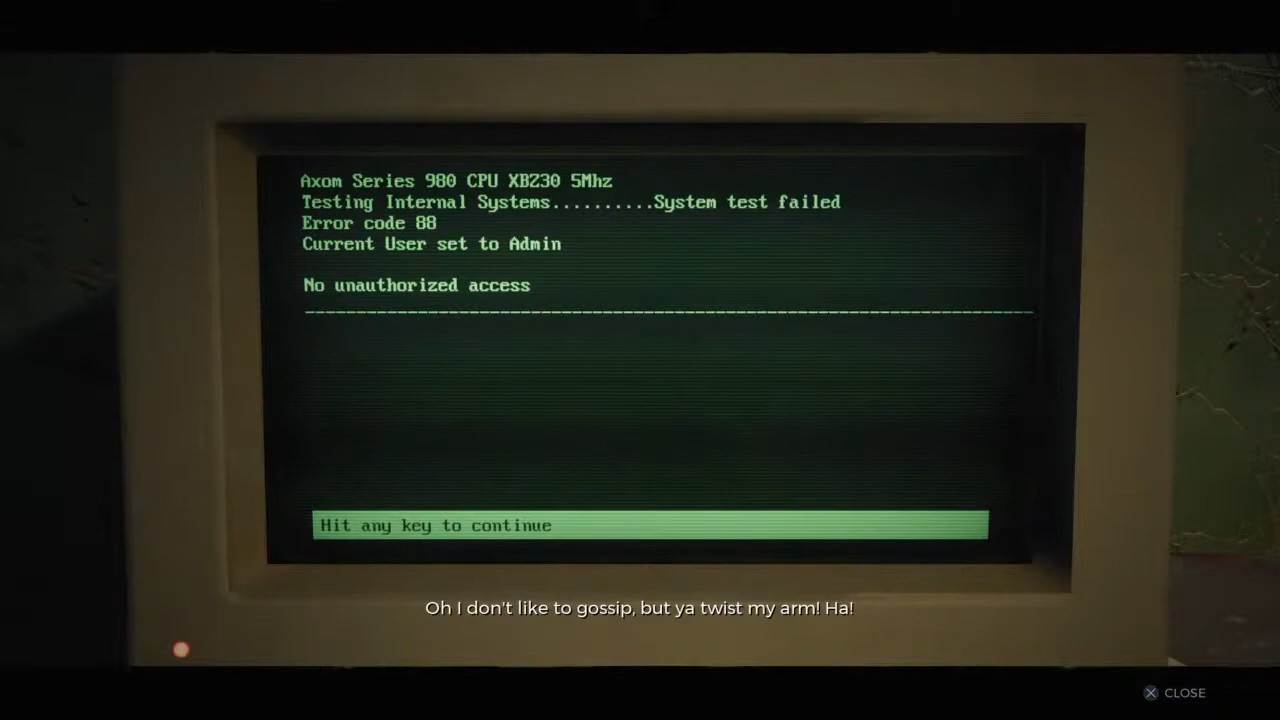 Axom Series 980 CPU XBZ30 5Mhz
Testing Internal Systems..........System test failed
Error code 88
Current User set to Admin
No unauthorized access
--------------------------------------------------------------------------------
Hit any key to continue
Oh I don't like to gossip, but ya twist my arm! Ha!
CLOSE